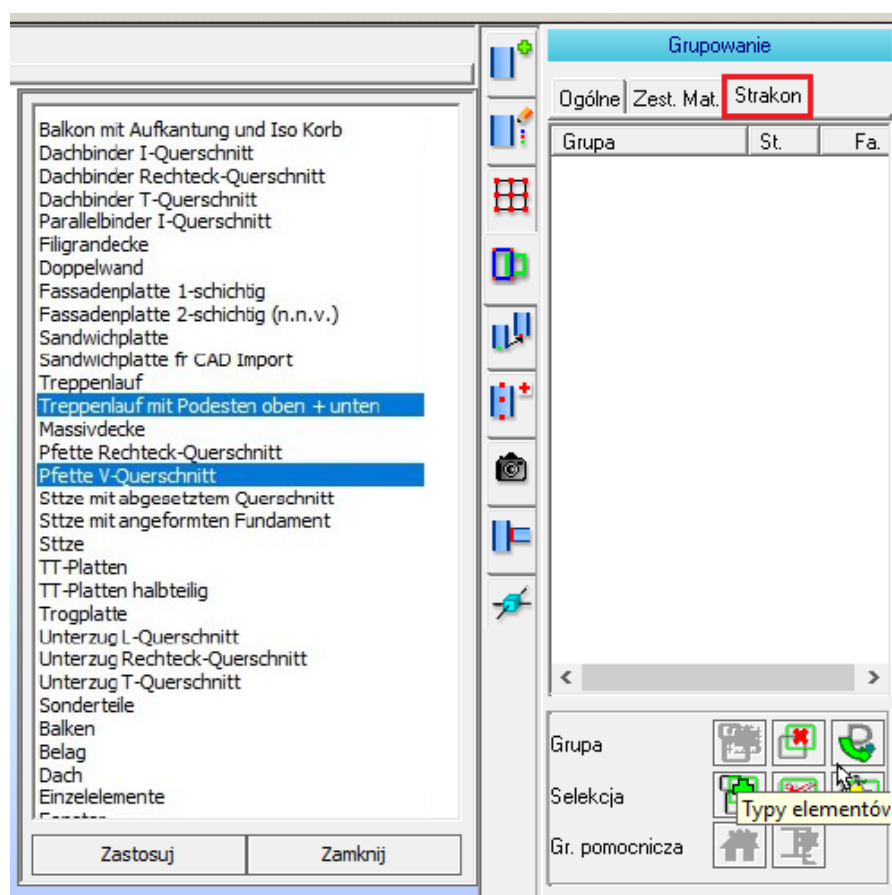 Balkon mit Aufkantung und Iso Korb
Dachbinder I-Querschnitt
Dachbinder Rechteck-Querschnitt
Dachbinder T-Querschnitt
Parallelbinder I-Querschnitt
Filigrandecke
Doppelwand
Fassadenplatte 1-schichtig
Fassadenplatte 2-schichtig (n.n.v.)
Sandwichplatte
Sandwichplatte fr CAD Import
Treppenlauf
Treppenlauf mit Podesten oben + unten
Massivdecke
Pfette Rechteck-Querschnitt
Pfette V-Querschnitt
Sttze mit abgesetztem Querschnitt
Sttze mit angeformten Fundament
Sttze
TT-Platten
TT-Platten halbteilig
Trogplatte
Unterzug L-Querschnitt
Unterzug Rechteck-Querschnitt
Unterzug T-Querschnitt
Sonderteile
Balken
Belag
Dach
Einzelelemente
Zastosuj Zamknij
Grupowanie
Ogólne Zest. Mat. Strakon
Grupa St. Fa.
Grupa
Selekcja
Typy elementów
Gr. pomocnicza